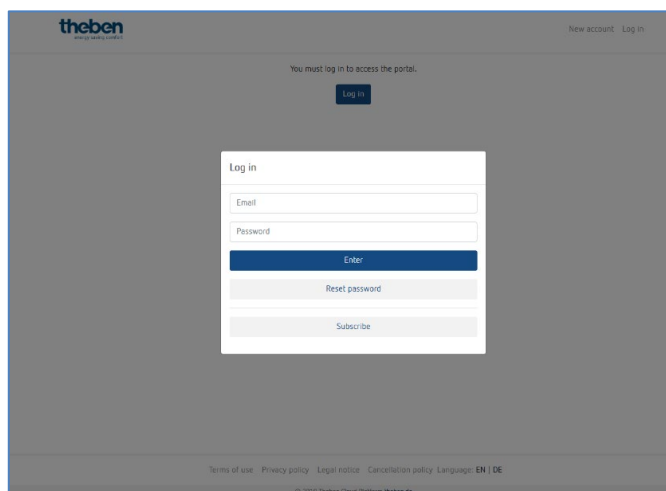 theben
energy saving comfort
New account Log in
You must log in to access the portal.
Log in
Log in
Email
Password
Enter
Reset password
Subscribe
Terms of use Privacy policy Legal notice Cancellation policy Language: EN | DE